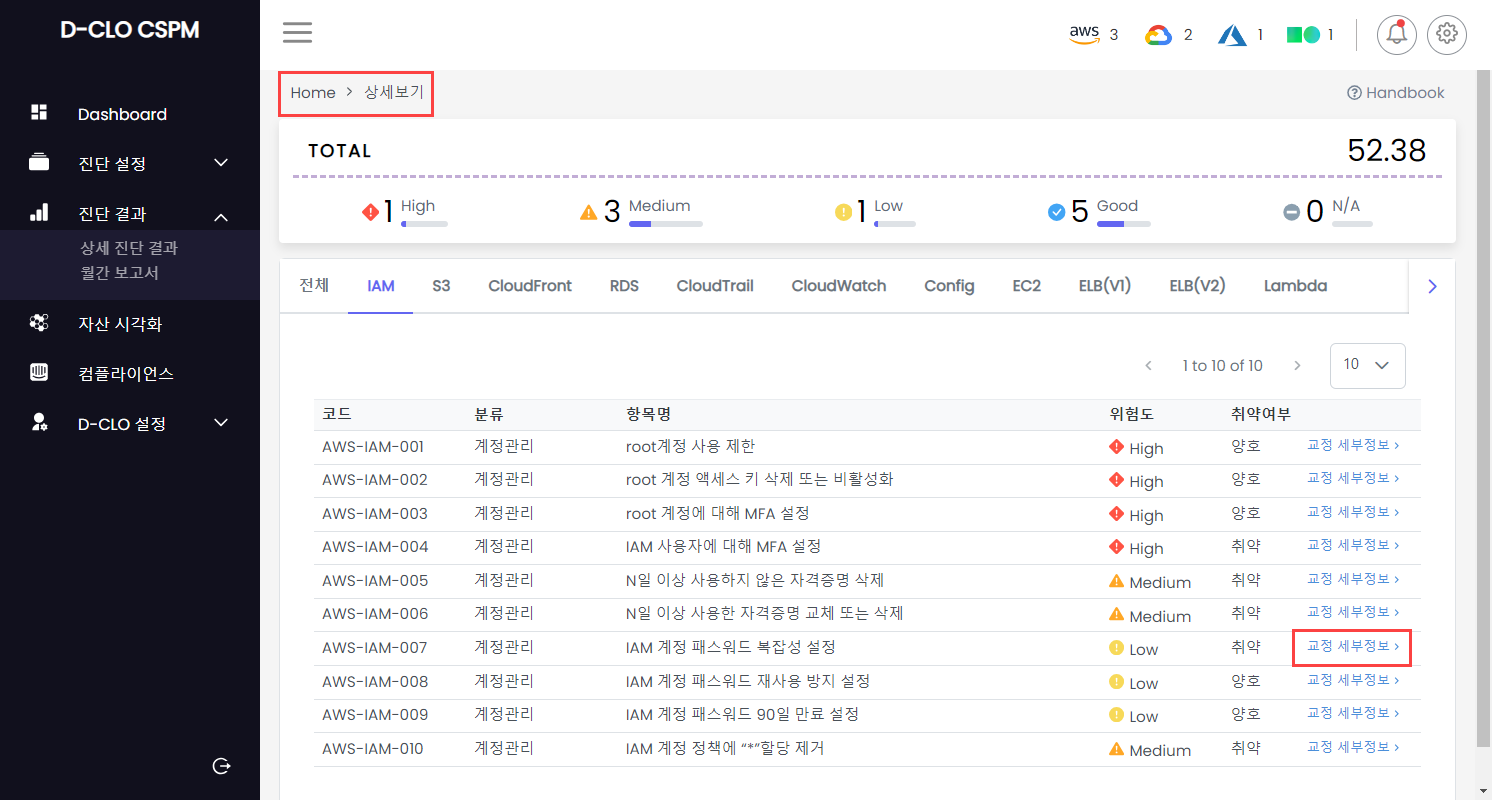 D-CLO CSPM
Dashboard
진단 설정
진단 결과
상세 진단 결과
월간 보고서
자산 시각화
컴플라이언스
D-CLO 설정
aws 3 2 1 1
Home > 상세보기
Handbook
TOTAL 52.38
1 High 3 Medium 1 Low 5 Good 0 N/A
전체 IAM S3 CloudFront RDS CloudTrail CloudWatch Config EC2 ELB(V1) ELB(V2) Lambda
< 1 to 10 of 10 > 10
코드 분류 항목명 위험도 취약여부
AWS-IAM-001 계정관리 root계정 사용 제한 High 양호 교정 세부정보 >
AWS-IAM-002 계정관리 root 계정 액세스 키 삭제 또는 비활성화 High 양호 교정 세부정보 >
AWS-IAM-003 계정관리 root 계정에 대해 MFA 설정 High 양호 교정 세부정보 >
AWS-IAM-004 계정관리 IAM 사용자에 대해 MFA 설정 High 취약 교정 세부정보 >
AWS-IAM-005 계정관리 N일 이상 사용하지 않은 자격증명 삭제 Medium 취약 교정 세부정보 >
AWS-IAM-006 계정관리 N일 이상 사용한 자격증명 교체 또는 삭제 Medium 취약 교정 세부정보 >
AWS-IAM-007 계정관리 IAM 계정 패스워드 복잡성 설정 Low 취약 교정 세부정보 >
AWS-IAM-008 계정관리 IAM 계정 패스워드 재사용 방지 설정 Low 양호 교정 세부정보 >
AWS-IAM-009 계정관리 IAM 계정 패스워드 90일 만료 설정 Low 양호 교정 세부정보 >
AWS-IAM-010 계정관리 IAM 계정 정책에 “*”할당 제거 Medium 취약 교정 세부정보 >